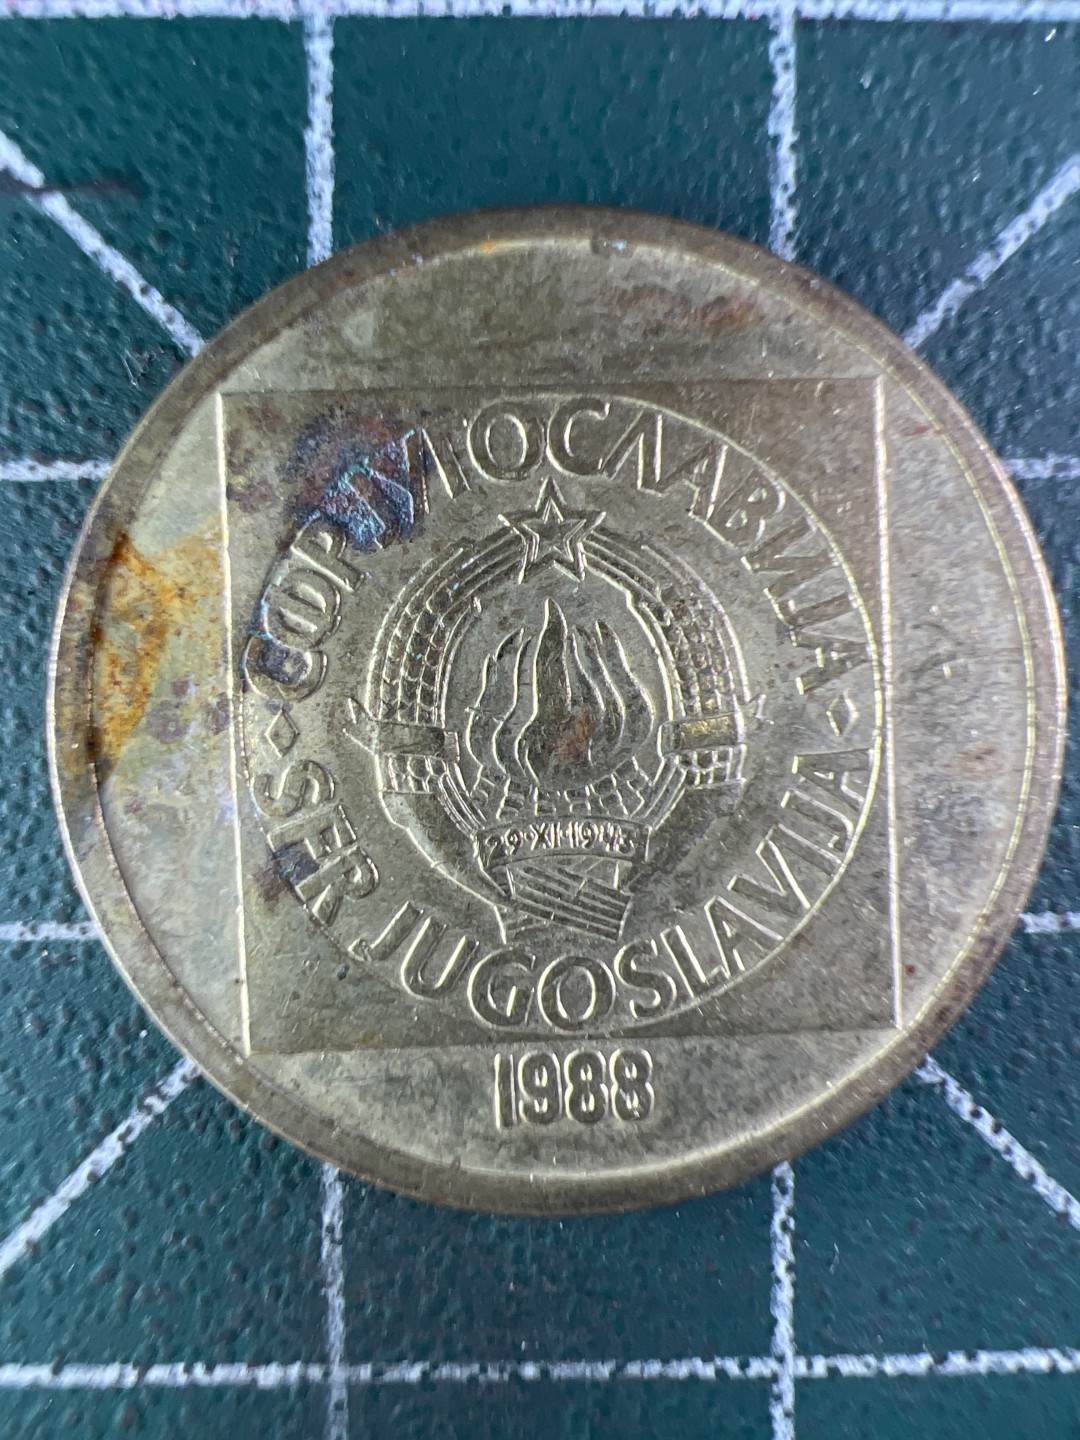 СФР ЈУГОСЛАВИЈА
SFR JUGOSLAVIJA
29·XI·1943
1988